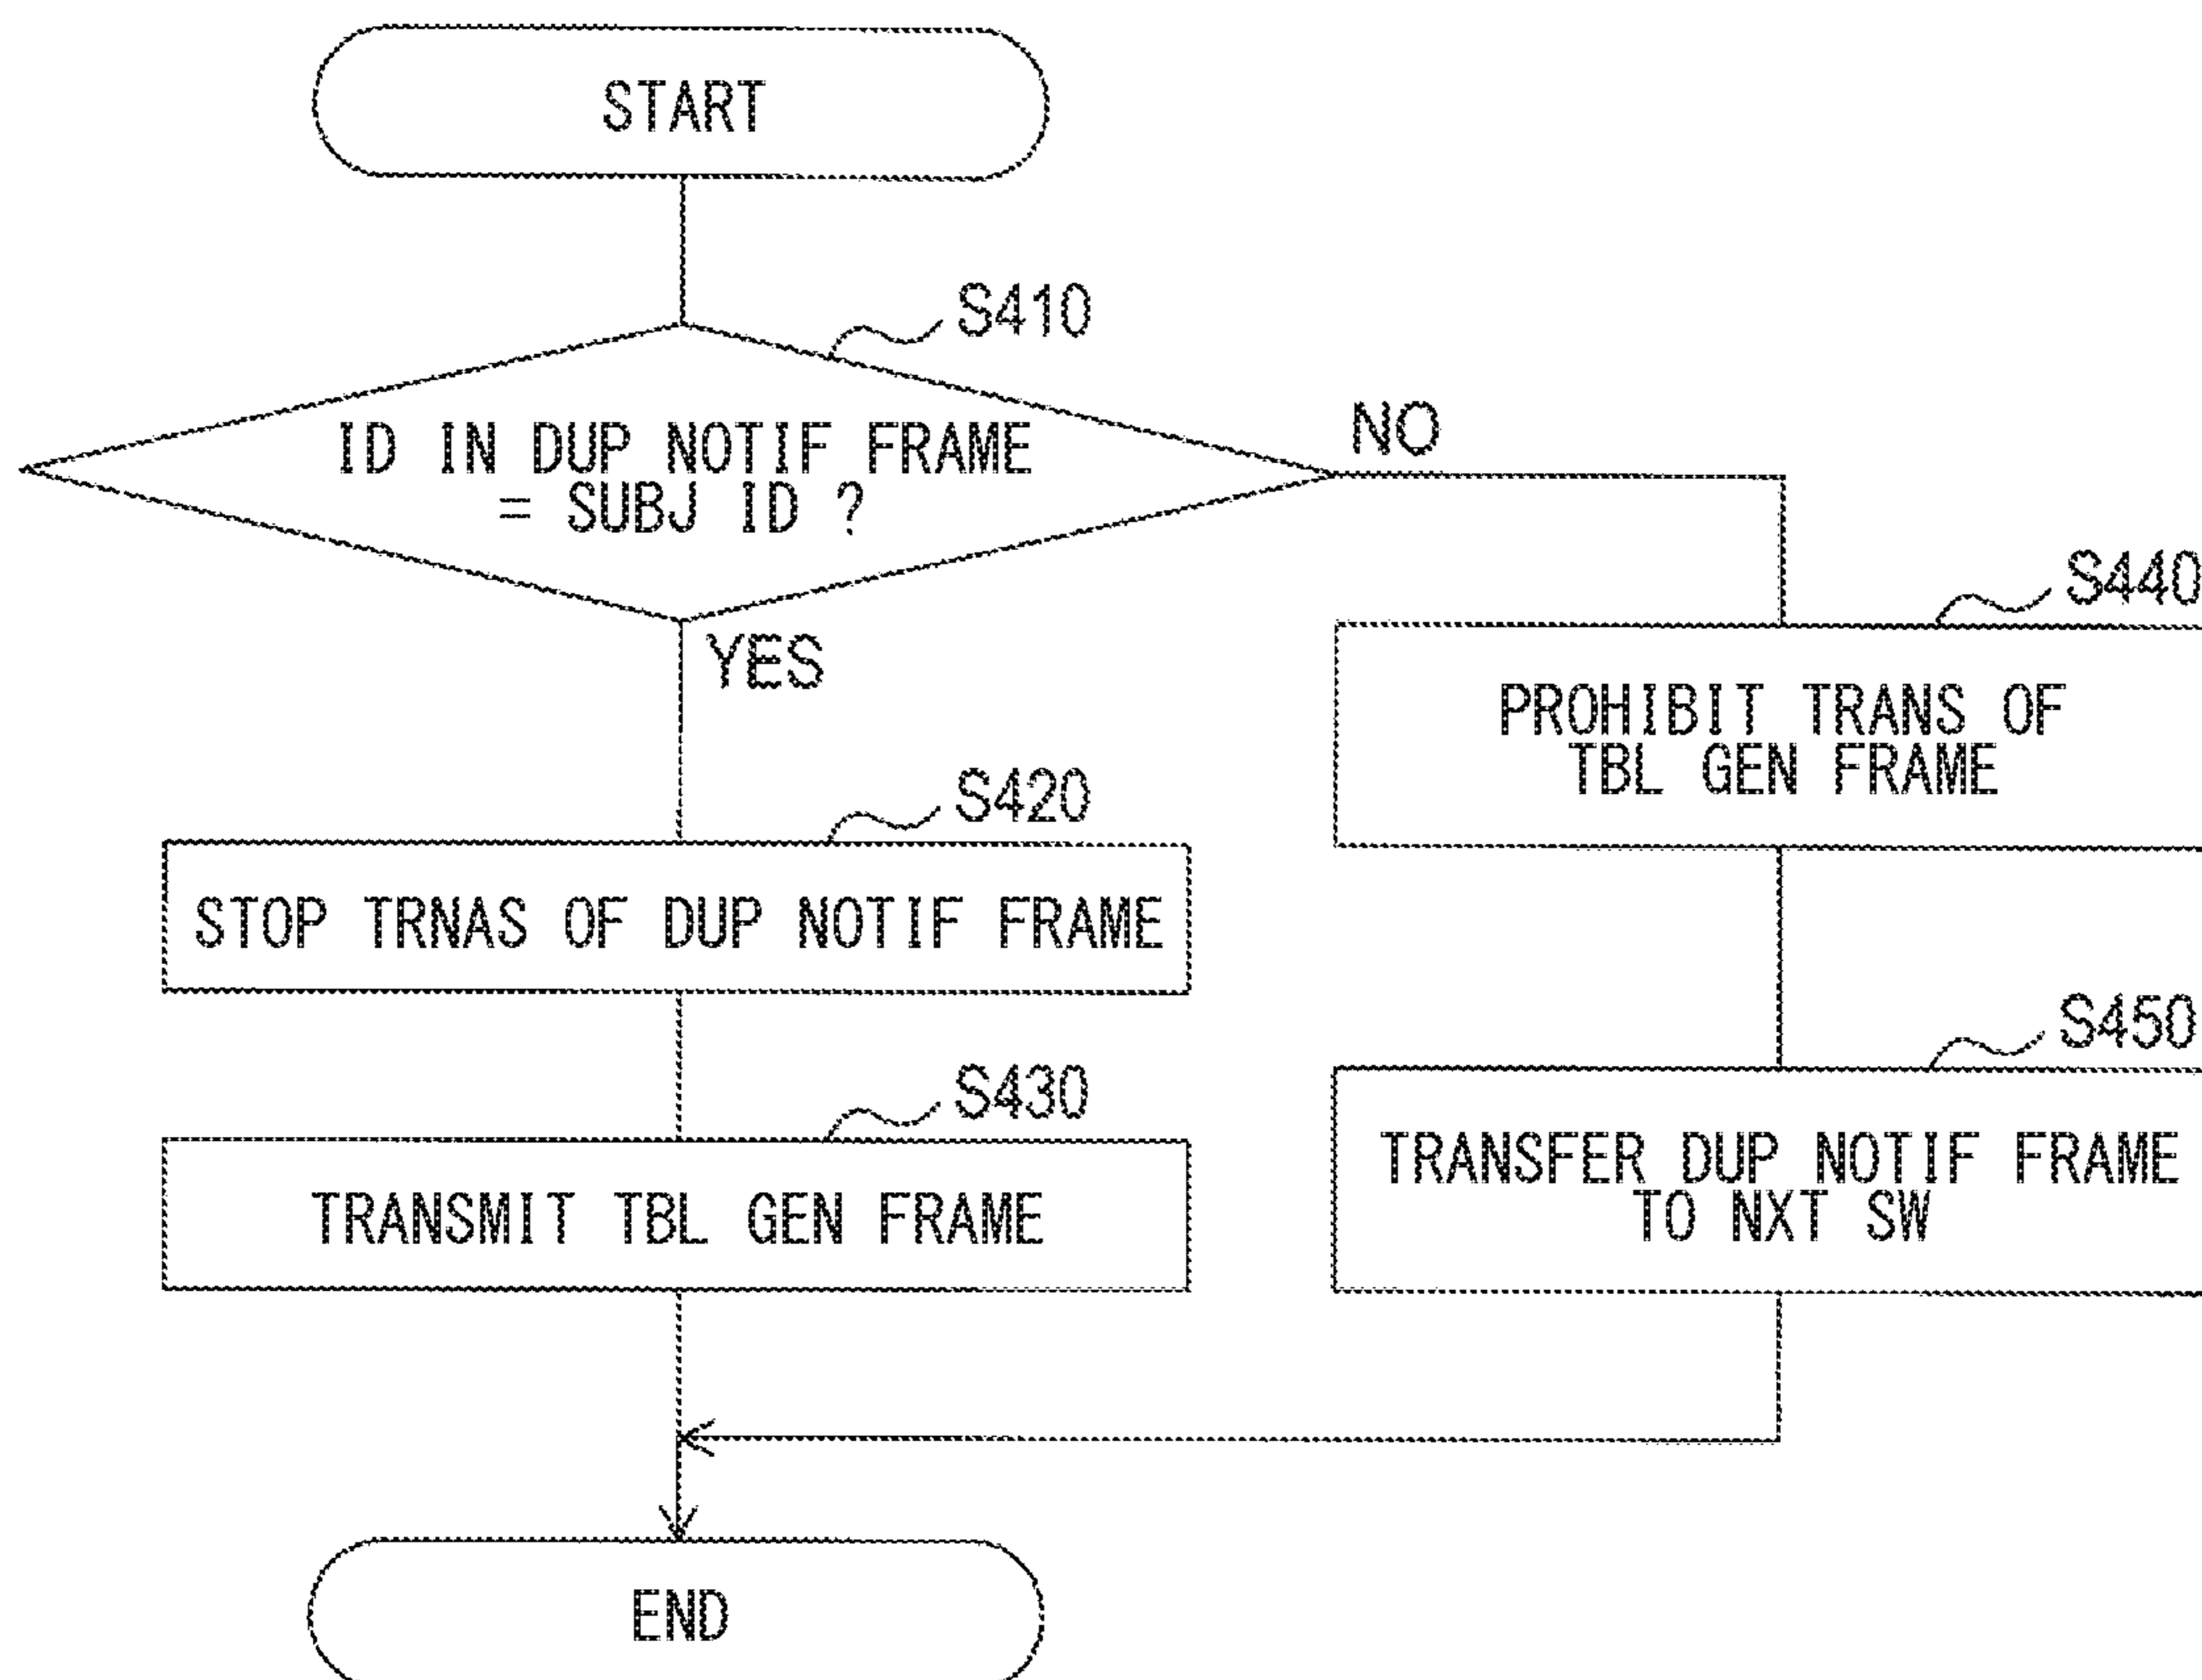 START
S410
ID IN DUP NOTIF FRAME
= SUBJ ID ?
NO
YES
S420
STOP TRNAS OF DUP NOTIF FRAME
S430
TRANSMIT TBL GEN FRAME
S440
PROHIBIT TRANS OF
TBL GEN FRAME
S450
TRANSFER DUP NOTIF FRAME
TO NXT SW
END